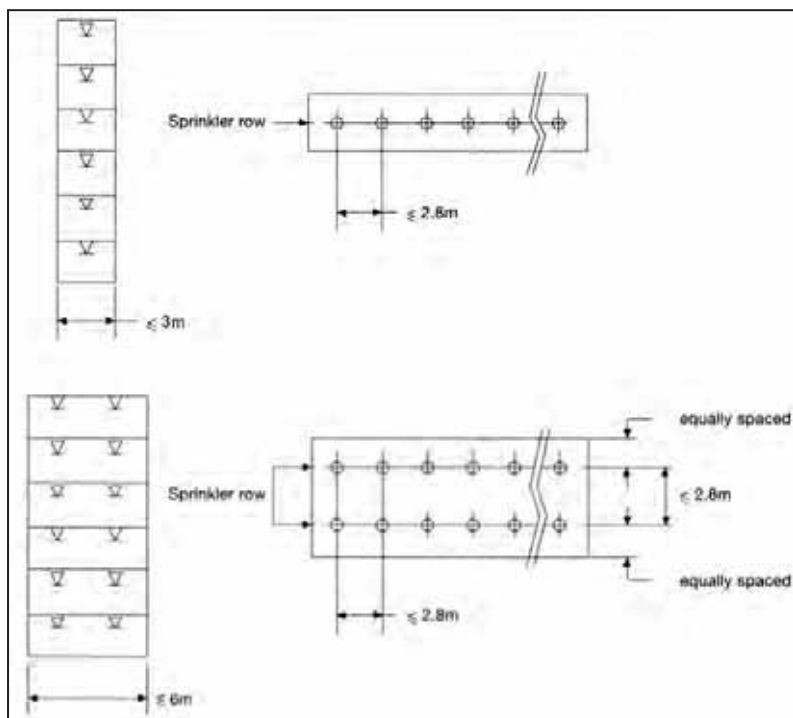 Sprinkler row
≤ 2.8m
≤ 3m
equally spaced
Sprinkler row
≤ 2.8m
equally spaced
≤ 2.8m
≤ 6m